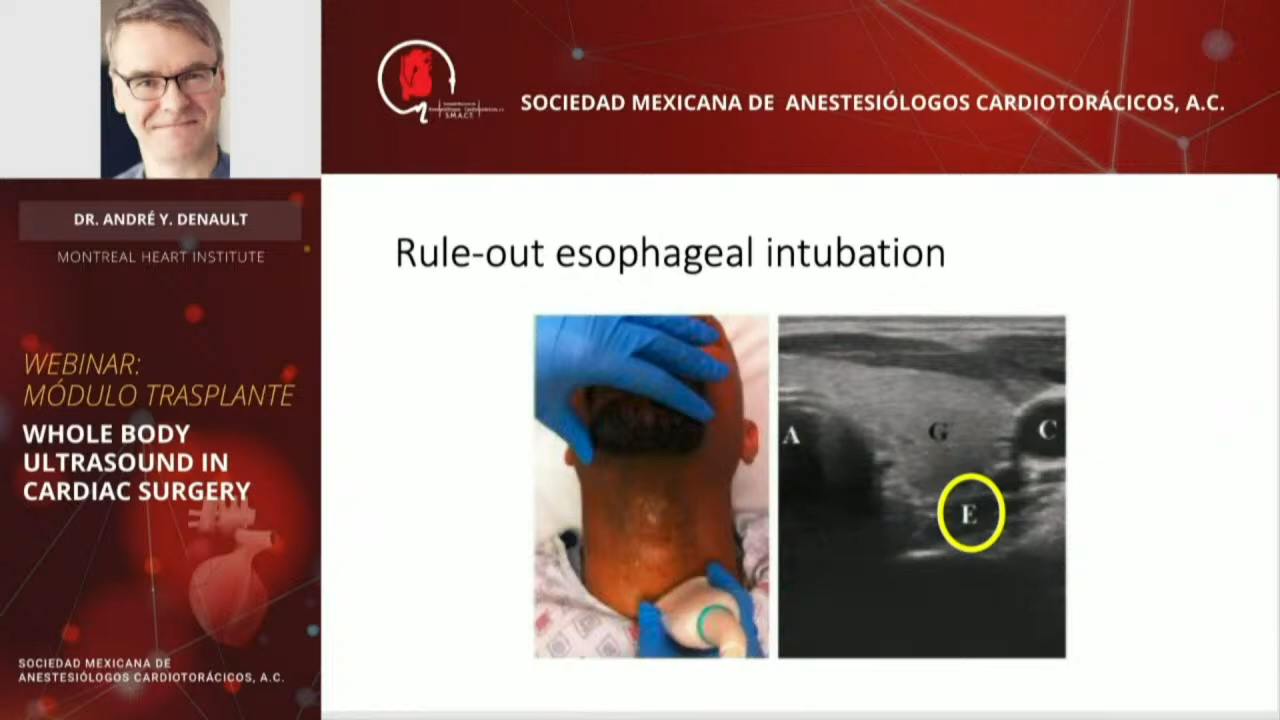 SOCIEDAD MEXICANA DE ANESTESIÓLOGOS CARDIOTORÁCICOS, A.C.
S.M.A.C.T.
DR. ANDRÉ Y. DENAULT
MONTREAL HEART INSTITUTE
WEBINAR:
MÓDULO TRASPLANTE
WHOLE BODY
ULTRASOUND IN
CARDIAC SURGERY
SOCIEDAD MEXICANA DE
ANESTESIÓLOGOS CARDIOTORÁCICOS, A.C.
Rule-out esophageal intubation
A
G
C
E